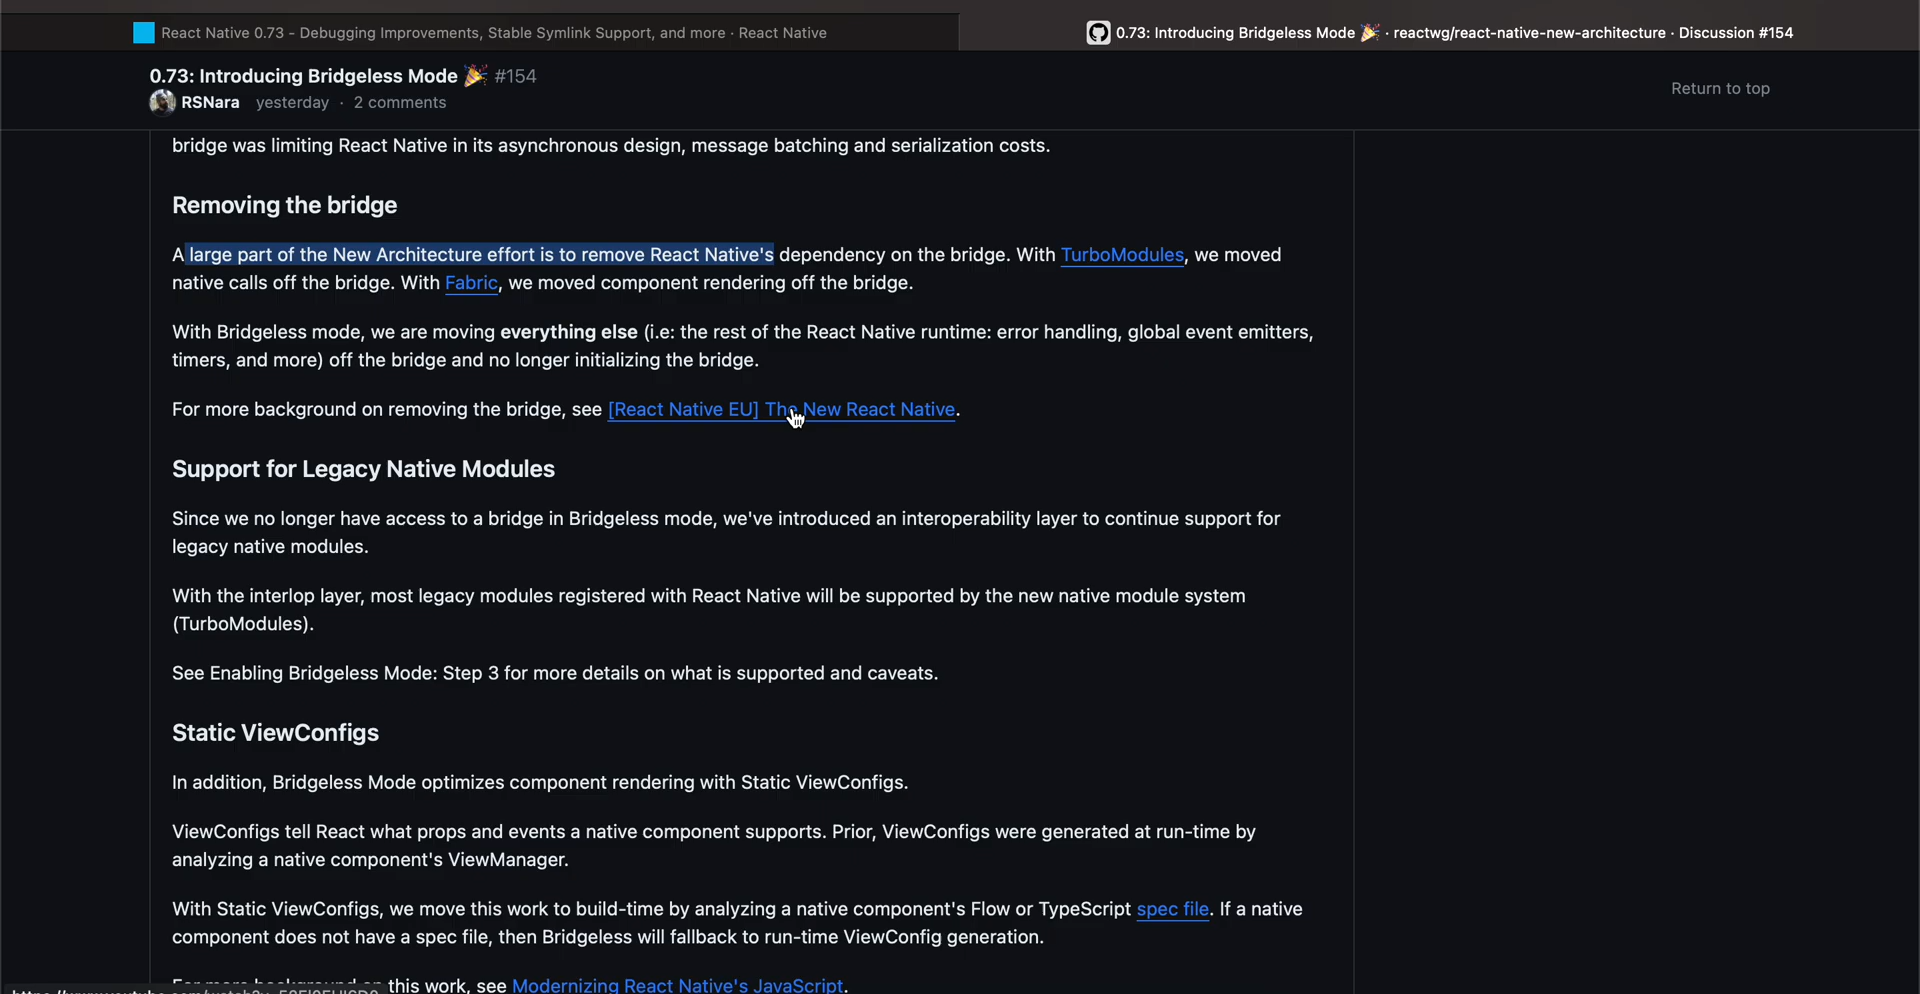 React Native 0.73 - Debugging Improvements, Stable Symlink Support, and more · React Native
0.73: Introducing Bridgeless Mode 🎉 · reactwg/react-native-new-architecture · Discussion #154
0.73: Introducing Bridgeless Mode 🎉 #154
RSNara yesterday · 2 comments
Return to top
bridge was limiting React Native in its asynchronous design, message batching and serialization costs.
Removing the bridge
A large part of the New Architecture effort is to remove React Native's dependency on the bridge. With TurboModules, we moved
native calls off the bridge. With Fabric, we moved component rendering off the bridge.
With Bridgeless mode, we are moving everything else (i.e: the rest of the React Native runtime: error handling, global event emitters,
timers, and more) off the bridge and no longer initializing the bridge.
For more background on removing the bridge, see [React Native EU] The New React Native.
Support for Legacy Native Modules
Since we no longer have access to a bridge in Bridgeless mode, we've introduced an interoperability layer to continue support for
legacy native modules.
With the interlop layer, most legacy modules registered with React Native will be supported by the new native module system
(TurboModules).
See Enabling Bridgeless Mode: Step 3 for more details on what is supported and caveats.
Static ViewConfigs
In addition, Bridgeless Mode optimizes component rendering with Static ViewConfigs.
ViewConfigs tell React what props and events a native component supports. Prior, ViewConfigs were generated at run-time by
analyzing a native component's ViewManager.
With Static ViewConfigs, we move this work to build-time by analyzing a native component's Flow or TypeScript spec file. If a native
component does not have a spec file, then Bridgeless will fallback to run-time ViewConfig generation.
For more background on this work, see Modernizing React Native's JavaScript.